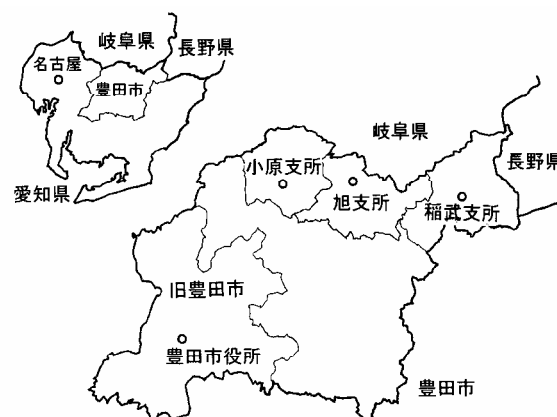 岐阜県
長野県
名古屋
豊田市
愛知県
岐阜県
長野県
小原支所
旭支所
稲武支所
旧豊田市
豊田市役所
豊田市